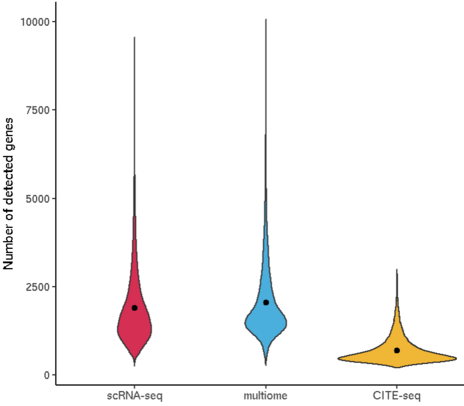 Number of detected genes
10000
7500
5000
2500
0
scRNA-seq multiome CITE-seq